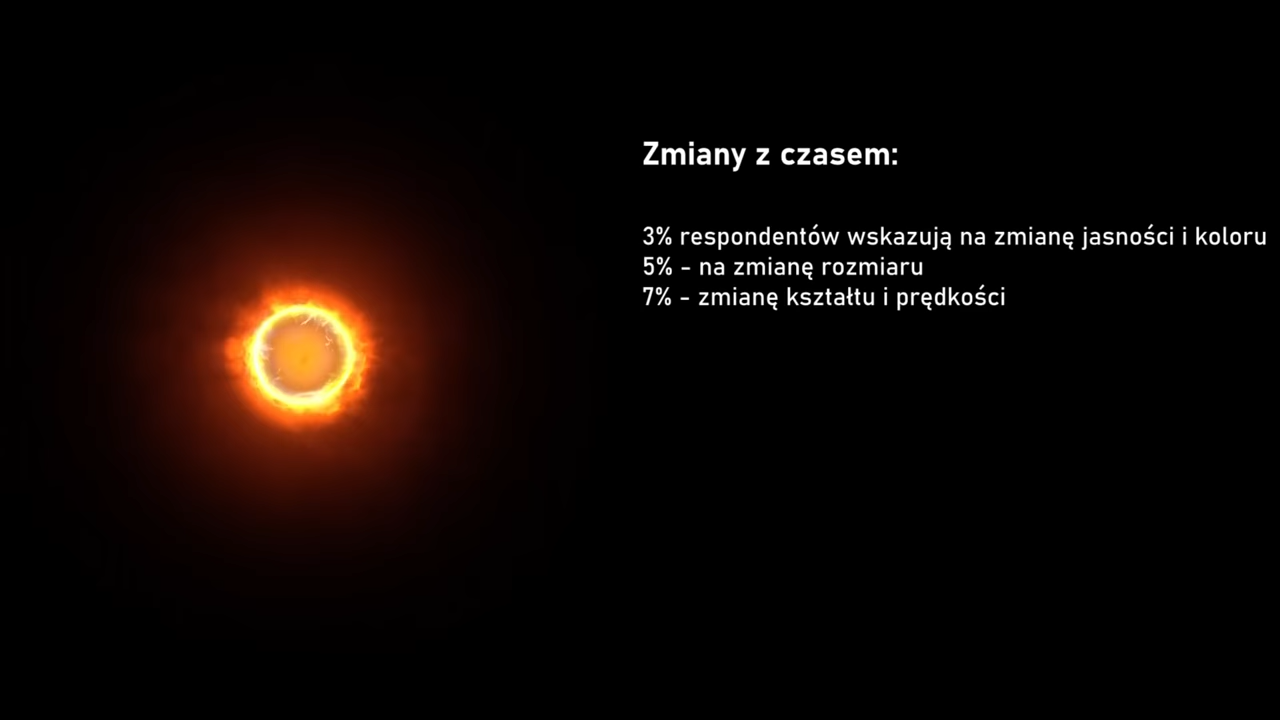 Zmiany z czasem:
3% respondentów wskazują na zmianę jasności i koloru
5% - na zmianę rozmiaru
7% - zmianę kształtu i prędkości